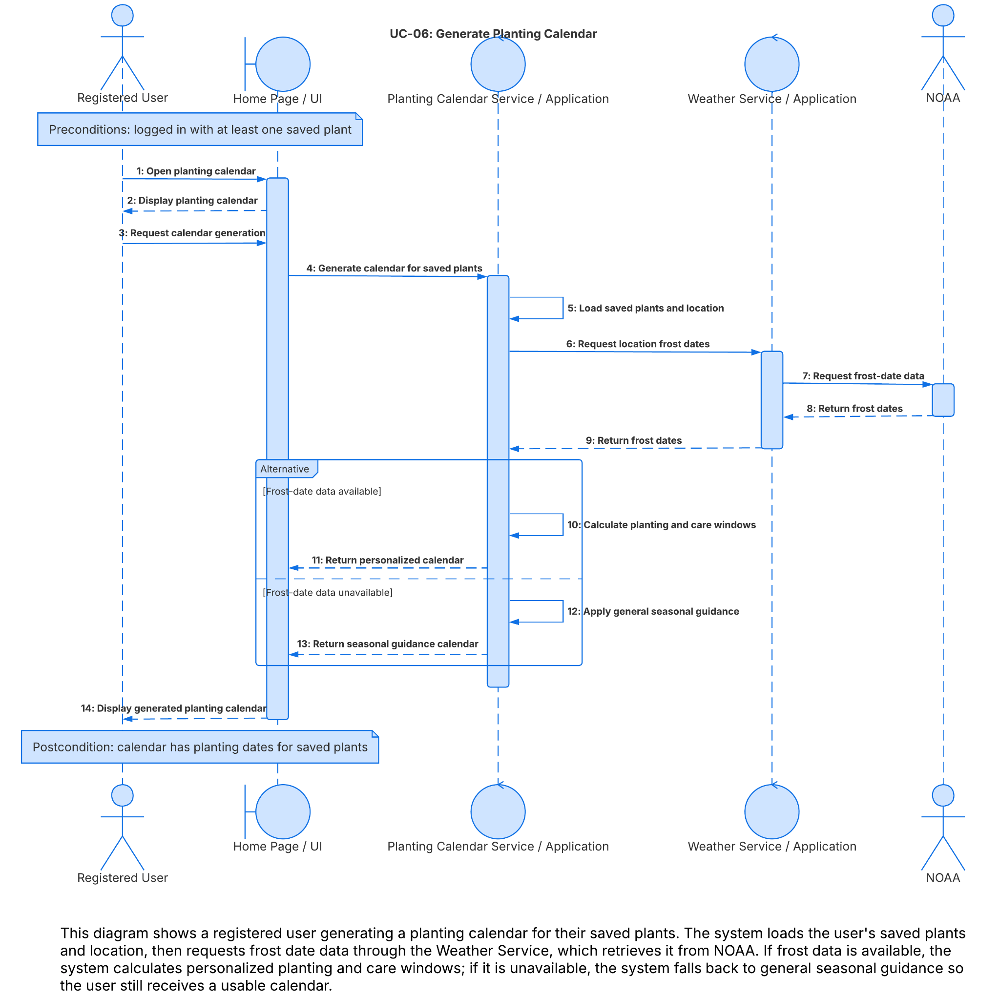 UC-06: Generate Planting Calendar
Registered User
Home Page / UI
Planting Calendar Service / Application
Weather Service / Application
NOAA
Preconditions: logged in with at least one saved plant
1: Open planting calendar
2: Display planting calendar
3: Request calendar generation
4: Generate calendar for saved plants
5: Load saved plants and location
6: Request location frost dates
7: Request frost-date data
8: Return frost dates
9: Return frost dates
Alternative
[Frost-date data available]
10: Calculate planting and care windows
11: Return personalized calendar
[Frost-date data unavailable]
12: Apply general seasonal guidance
13: Return seasonal guidance calendar
14: Display generated planting calendar
Postcondition: calendar has planting dates for saved plants
Home Page / UI
Planting Calendar Service / Application
Weather Service / Application
Registered User
NOAA
This diagram shows a registered user generating a planting calendar for their saved plants. The system loads the user's saved plants
and location, then requests frost date data through the Weather Service, which retrieves it from NOAA. If frost data is available, the
system calculates personalized planting and care windows; if it is unavailable, the system falls back to general seasonal guidance so
the user still receives a usable calendar.